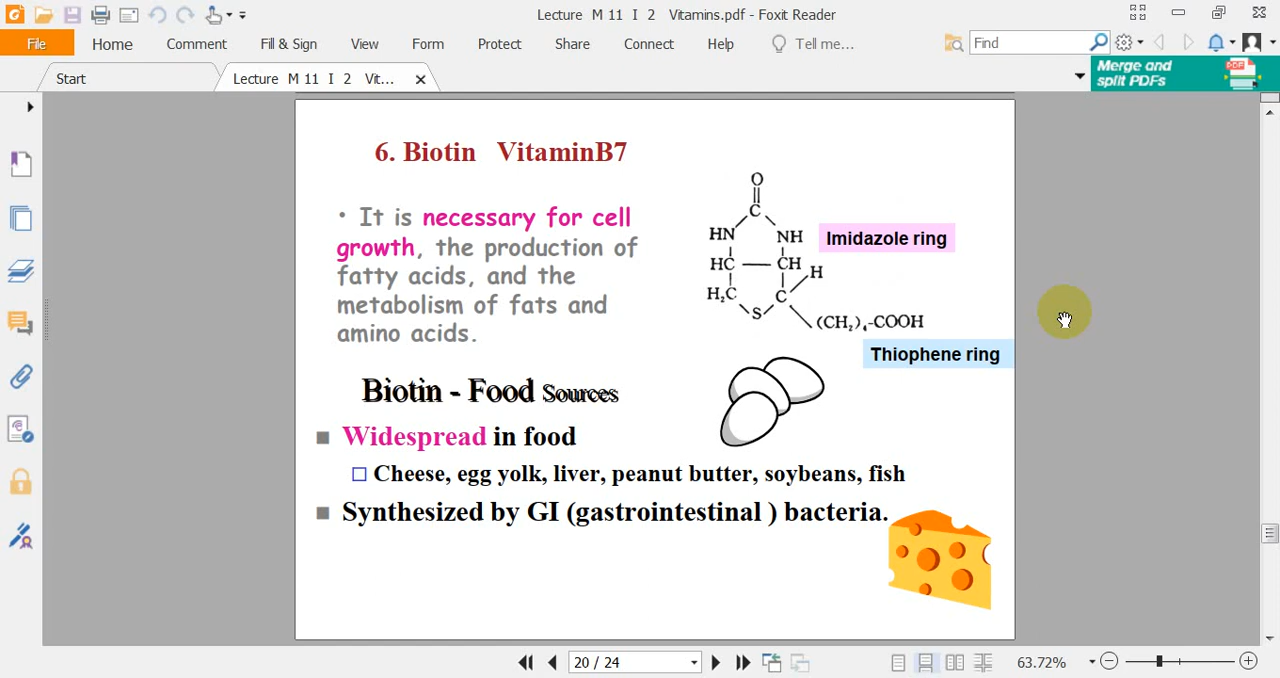 Lecture M 11 I 2 Vitamins.pdf - Foxit Reader
File Home Comment Fill & Sign View Form Protect Share Connect Help Tell me... Find
Start Lecture M 11 I 2 Vit... Merge and
split PDFs PDF
6. Biotin VitaminB7
• It is necessary for cell
growth, the production of
fatty acids, and the
metabolism of fats and
amino acids.
O
C
HN NH Imidazole ring
HC CH H
H₂C C
S (CH₂)₄-COOH
Thiophene ring
Biotin - Food Sources
Widespread in food
Cheese, egg yolk, liver, peanut butter, soybeans, fish
Synthesized by GI (gastrointestinal ) bacteria.
20 / 24 63.72%